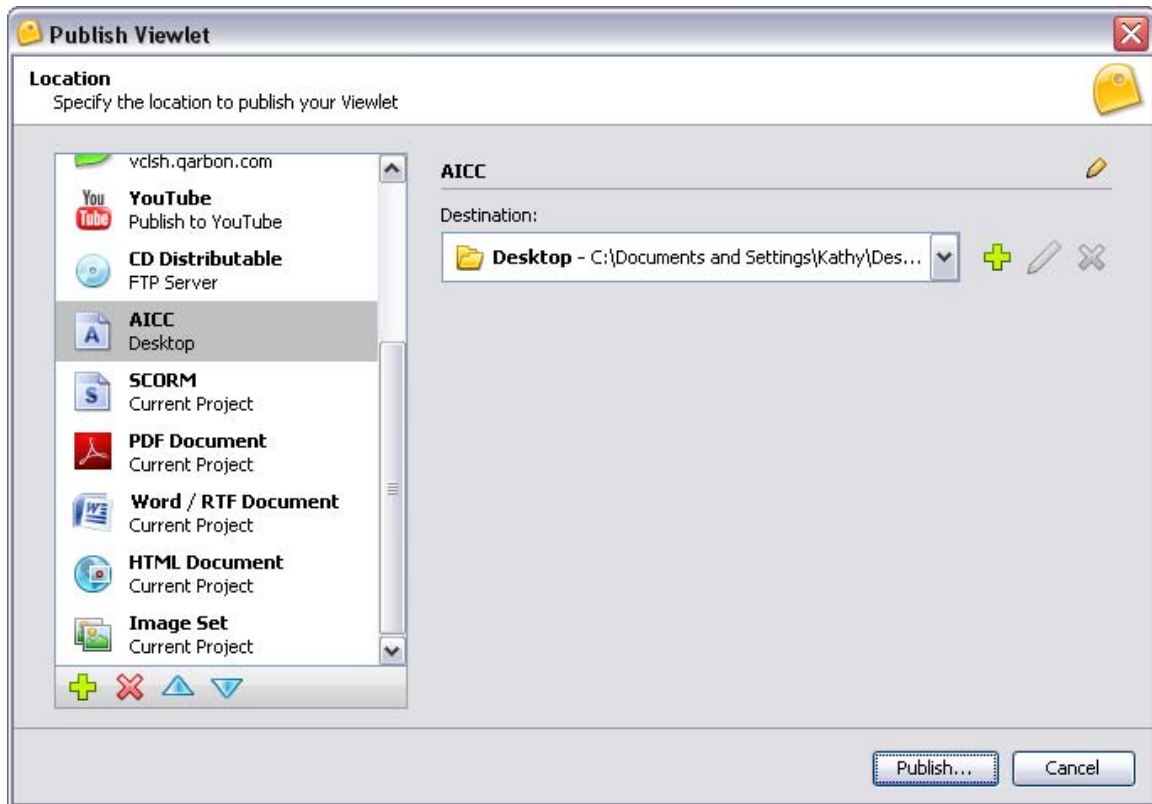 Publish Viewlet
Location
Specify the location to publish your Viewlet
vclsh.qarbon.com
You
Tube
YouTube
Publish to YouTube
CD Distributable
FTP Server
A
AICC
Desktop
S
SCORM
Current Project
PDF Document
Current Project
W
Word / RTF Document
Current Project
HTML Document
Current Project
Image Set
Current Project
AICC
Destination:
Desktop - C:\Documents and Settings\Kathy\Des...
Publish...
Cancel